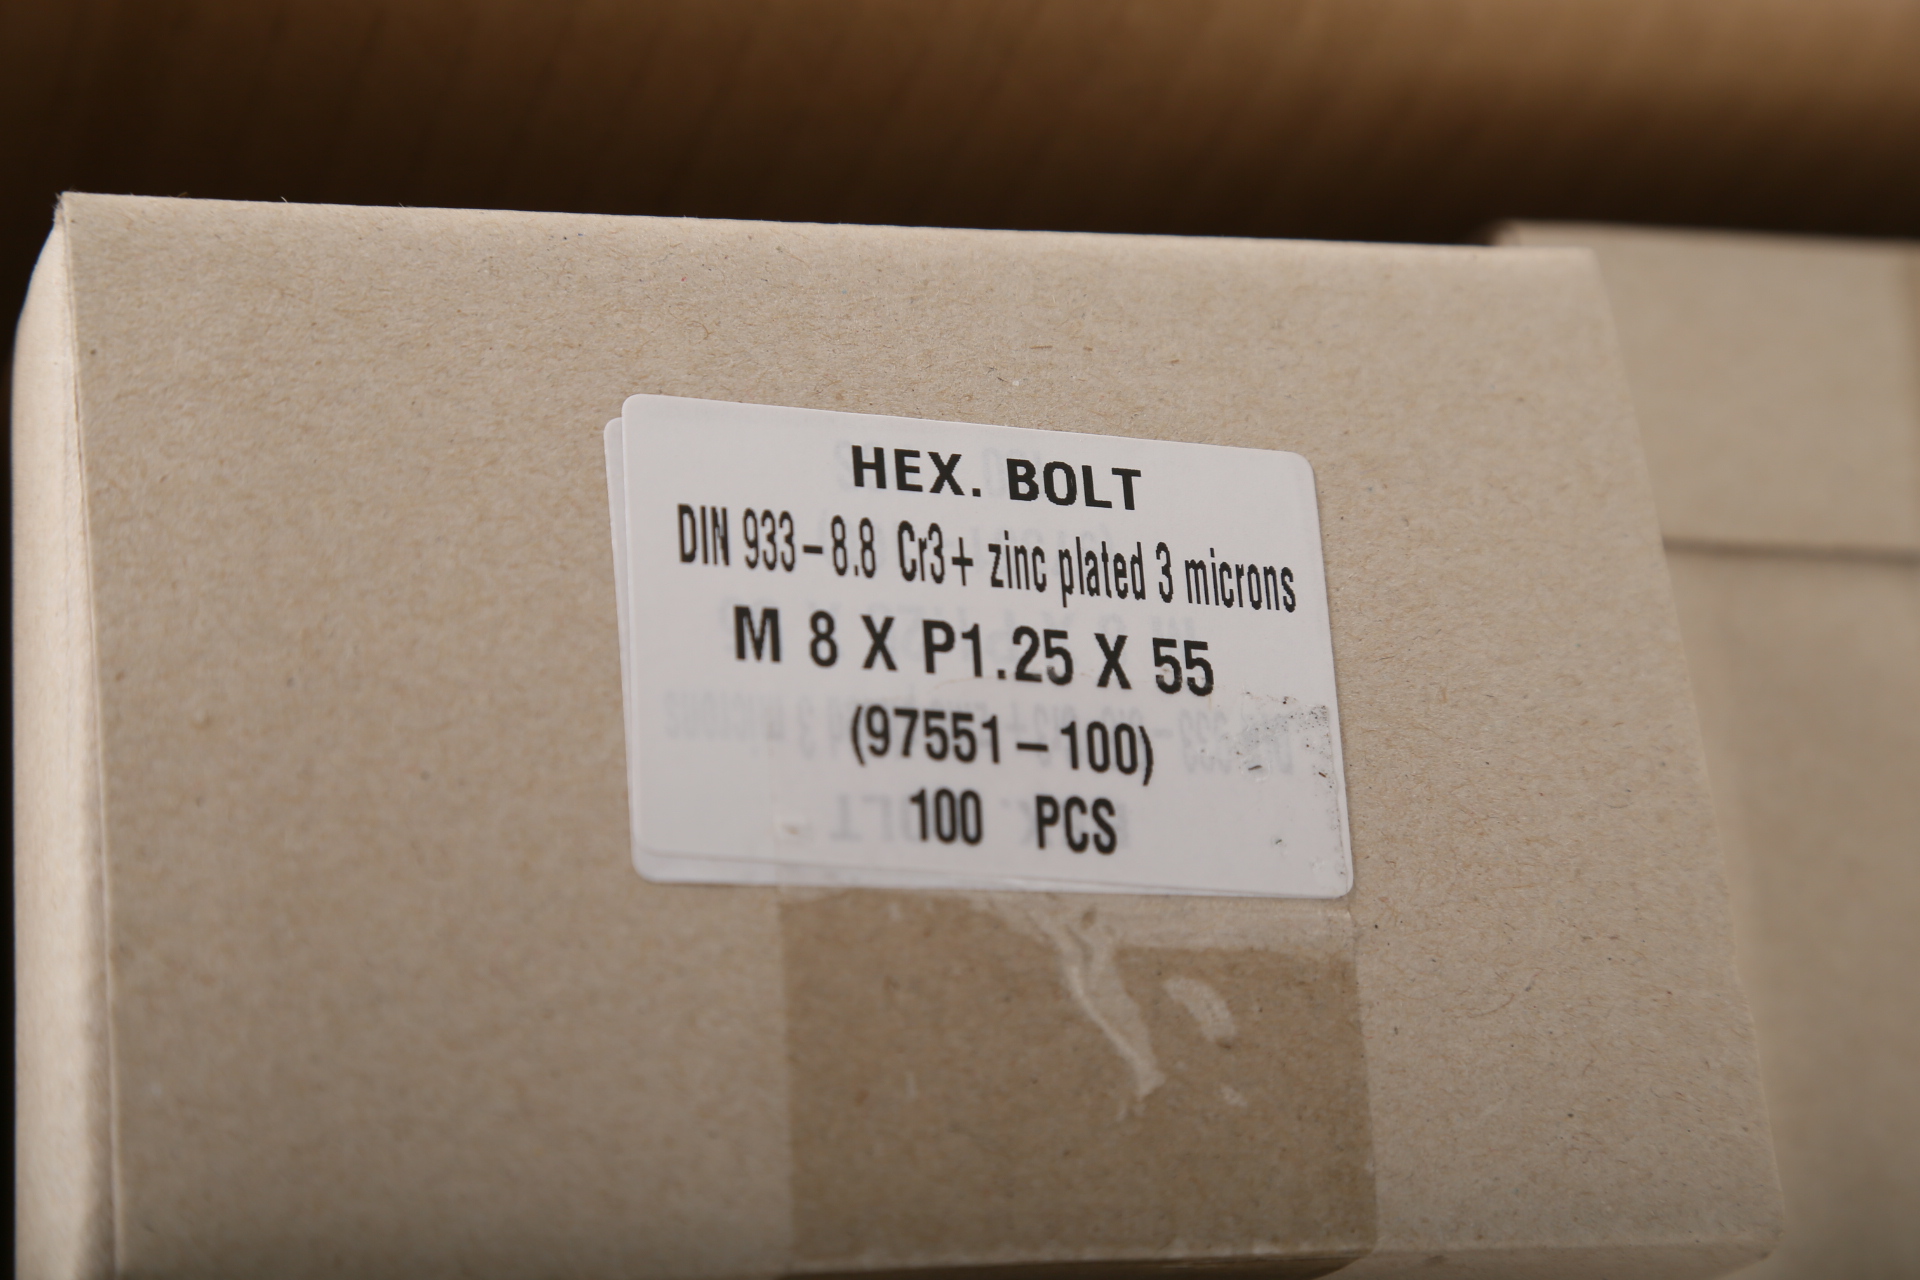 HEX. BOLT
DIN 933-8.8 Cr3+ zinc plated 3 microns
M 8 X P1.25 X 55
(97551-100)
100 PCS